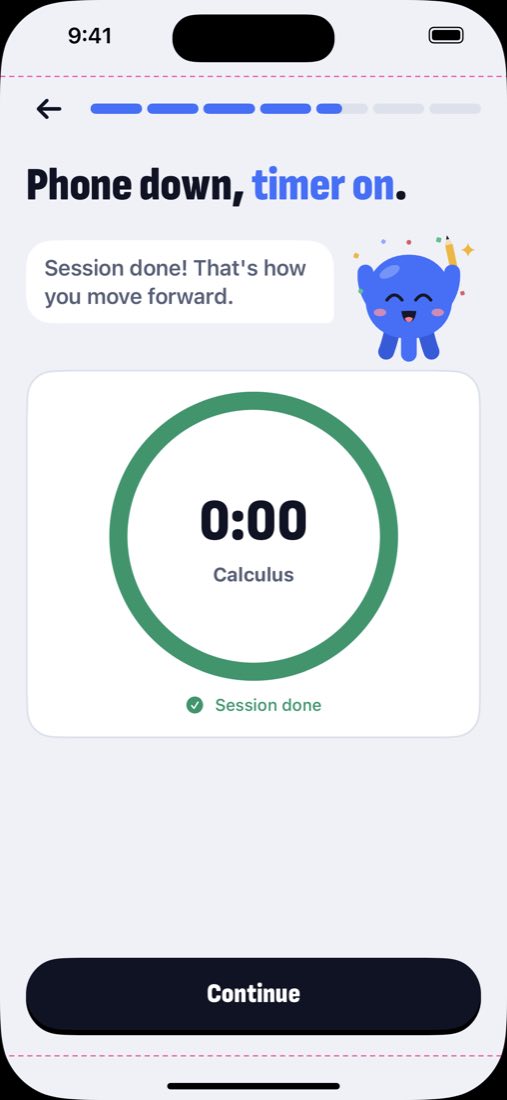 9:41
Phone down, timer on.
Session done! That's how
you move forward.
0:00
Calculus
Session done
Continue